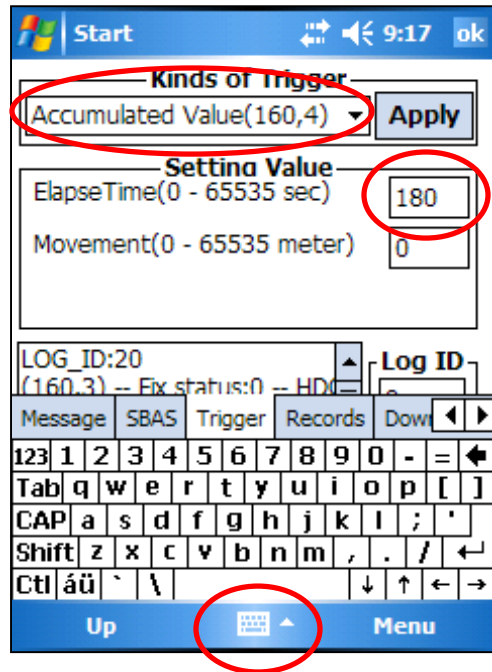 Start 9:17 ok
Kinds of Trigger
Accumulated Value(160,4) Apply
Setting Value
ElapseTime(0 - 65535 sec) 180
Movement(0 - 65535 meter) 0
LOG_ID:20 Log ID
(160,3) -- Fix status:0 -- HDO
Message SBAS Trigger Records Dow
123 1 2 3 4 5 6 7 8 9 0 - =
Tab q w e r t y u i o p [ ]
CAP a s d f g h j k l ; '
Shift z x c v b n m , . /
Ctl áü ` \
Up Menu